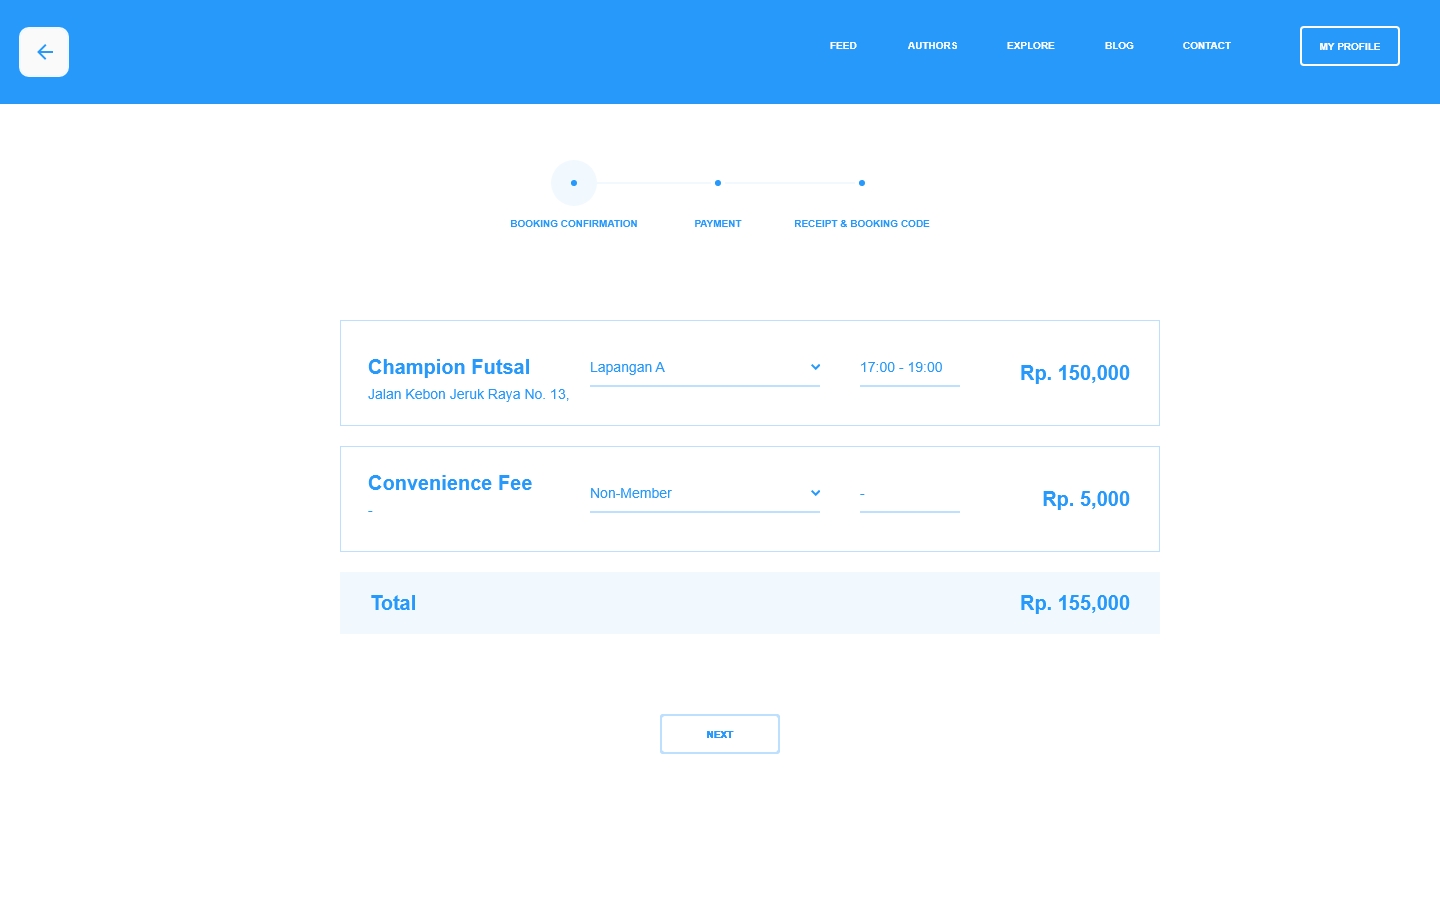 FEED
AUTHORS
EXPLORE
BLOG
CONTACT
MY PROFILE
BOOKING CONFIRMATION
PAYMENT
RECEIPT & BOOKING CODE
Champion Futsal
Jalan Kebon Jeruk Raya No. 13,
Lapangan A
17:00 - 19:00
Rp. 150,000
Convenience Fee
-
Non-Member
-
Rp. 5,000
Total
Rp. 155,000
NEXT